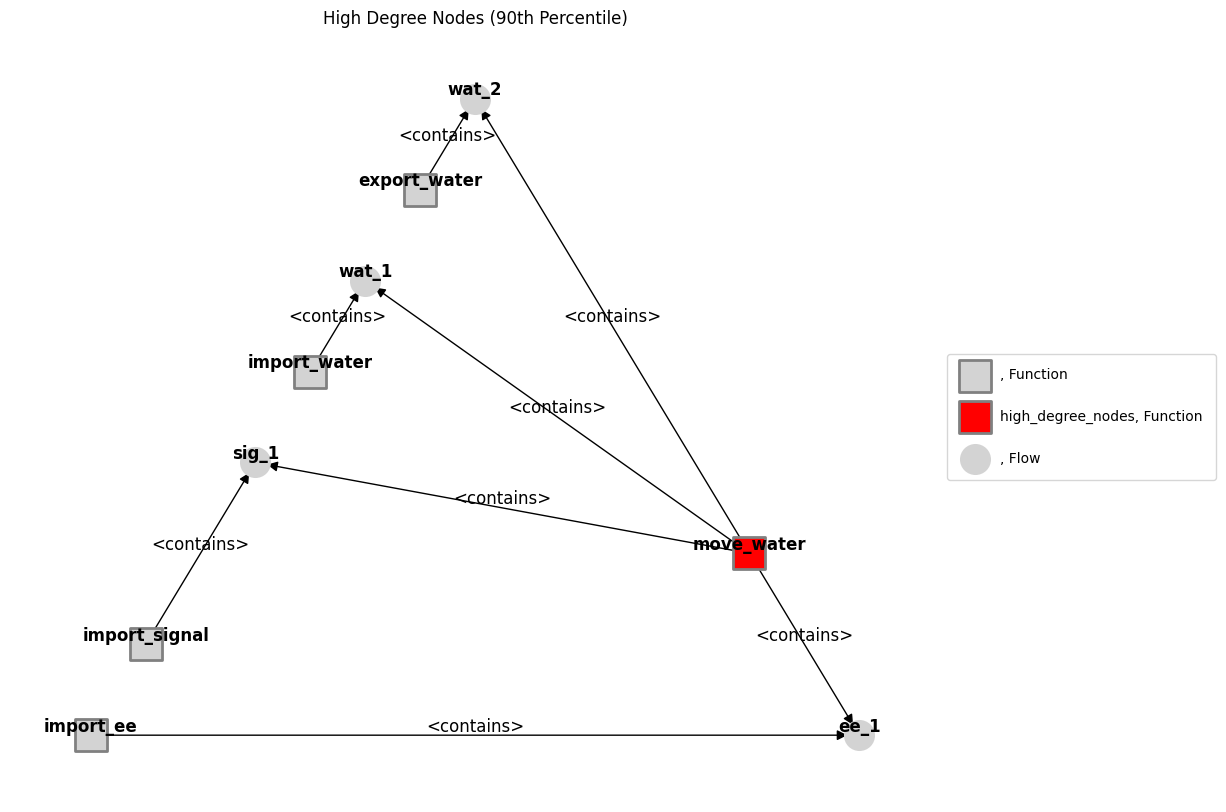 High Degree Nodes (90th Percentile)
wat_2
<contains>
export_water
wat_1
<contains>
<contains>
import_water
<contains>
sig_1
<contains>
<contains>
move_water
import_signal
<contains>
import_ee
<contains>
ee_1
, Function
high_degree_nodes, Function
, Flow